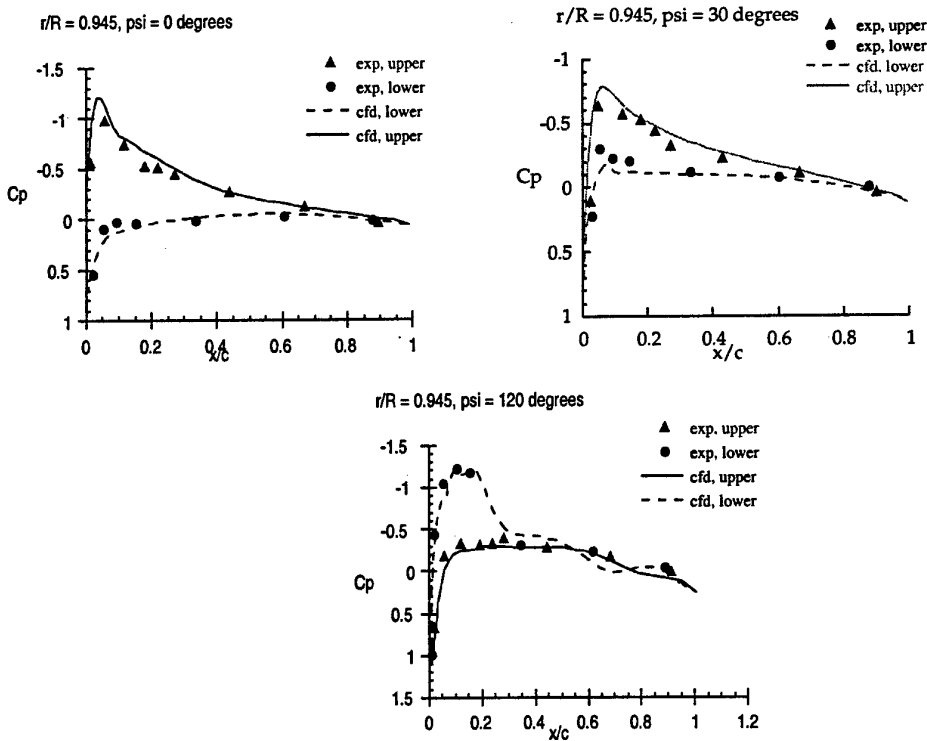 r/R = 0.945, psi = 0 degrees
exp, upper
exp, lower
cfd, lower
cfd, upper
-1.5
-1
-0.5
0
0.5
1
Cp
0
0.2
0.4
0.6
0.8
1
x/c
r/R = 0.945, psi = 30 degrees
exp, upper
exp, lower
cfd. lower
cfd, upper
-1
-0.5
0
0.5
1
Cp
0
0.2
0.4
0.6
0.8
1
x/c
r/R = 0.945, psi = 120 degrees
exp, upper
exp, lower
cfd, upper
cfd, lower
-1.5
-1
-0.5
0
0.5
1
1.5
Cp
0
0.2
0.4
0.6
0.8
1
1.2
x/c